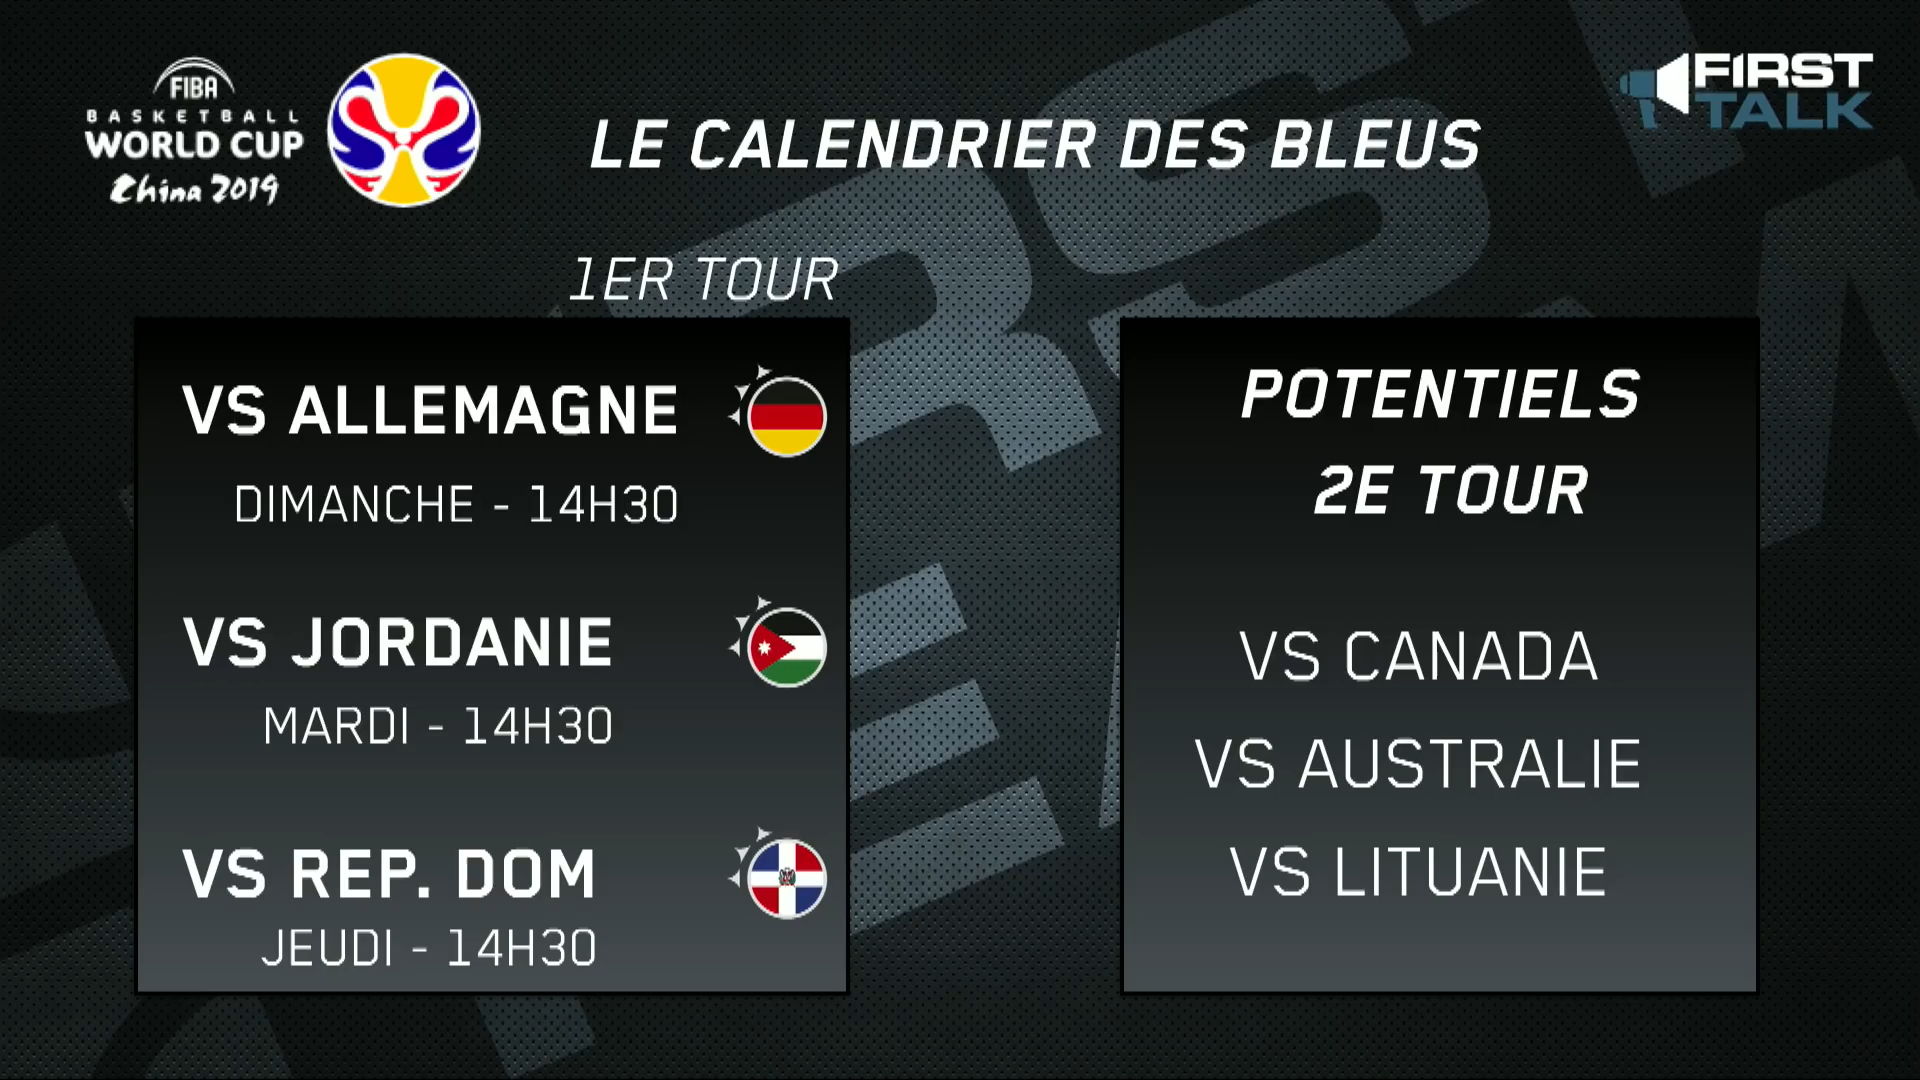 FIBA
BASKETBALL
WORLD CUP
China 2019
LE CALENDRIER DES BLEUS
FIRST
TALK
1ER TOUR
VS ALLEMAGNE
DIMANCHE - 14H30
VS JORDANIE
MARDI - 14H30
VS REP. DOM
JEUDI - 14H30
POTENTIELS
2E TOUR
VS CANADA
VS AUSTRALIE
VS LITUANIE